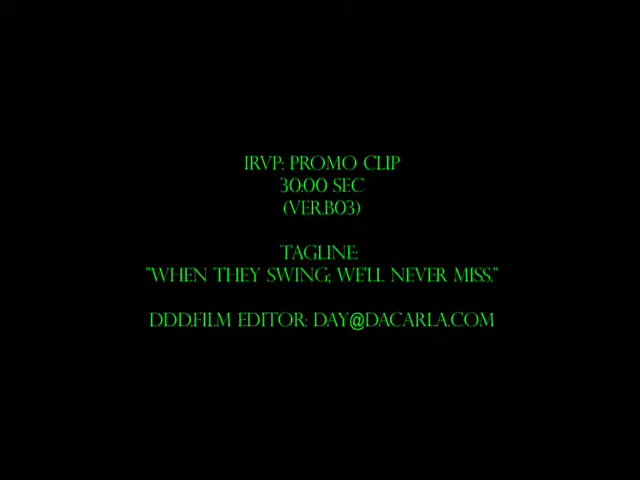 IRVP: PROMO CLIP
30:00 SEC
(VER.B03)
TAGLINE:
"WHEN THEY SWING; WE'LL NEVER MISS."
DDD.FILM EDITOR: DAY@DACARLA.COM